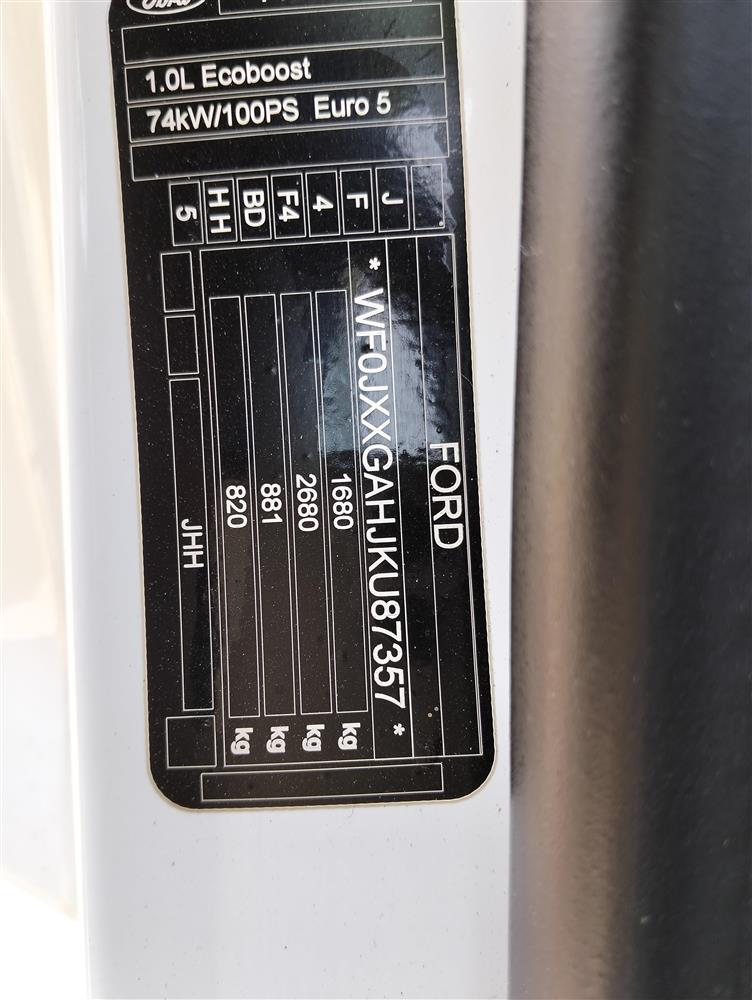 Ford
1.0L Ecoboost
74kW/100PS Euro 5
J
F
4
F4
BD
HH
5
FORD
* WF0JXXGAHJKU87357 *
1680 kg
2680 kg
881 kg
820 kg
JHH